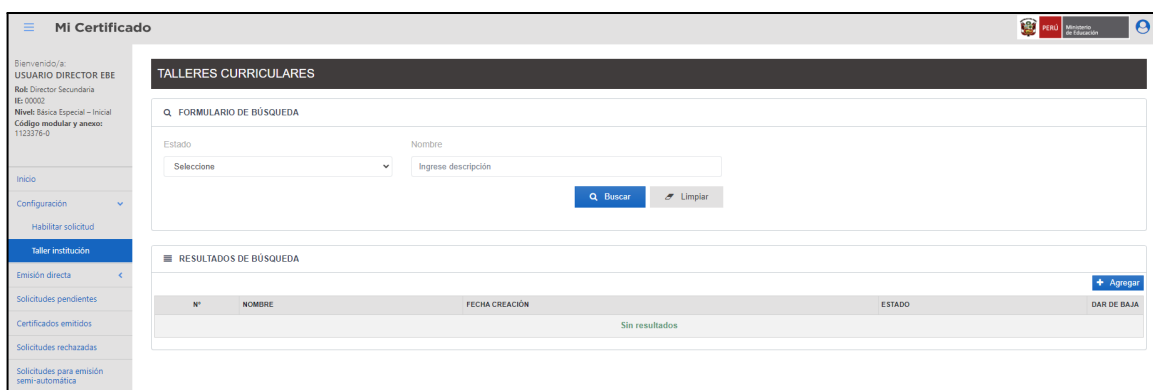 Mi Certificado
PERÚ
Ministerio
de Educación
Bienvenido/a:
USUARIO DIRECTOR EBE
Rol: Director Secundaria
IE: 00002
Nivel: Básica Especial – Inicial
Código modular y anexo:
1123376-0
Inicio
Configuración
Habilitar solicitud
Taller institución
Emisión directa
Solicitudes pendientes
Certificados emitidos
Solicitudes rechazadas
Solicitudes para emisión
semi-automática
TALLERES CURRICULARES
FORMULARIO DE BÚSQUEDA
Estado Nombre
Seleccione Ingrese descripción
Buscar Limpiar
RESULTADOS DE BÚSQUEDA
+ Agregar
N° NOMBRE FECHA CREACIÓN ESTADO DAR DE BAJA
Sin resultados